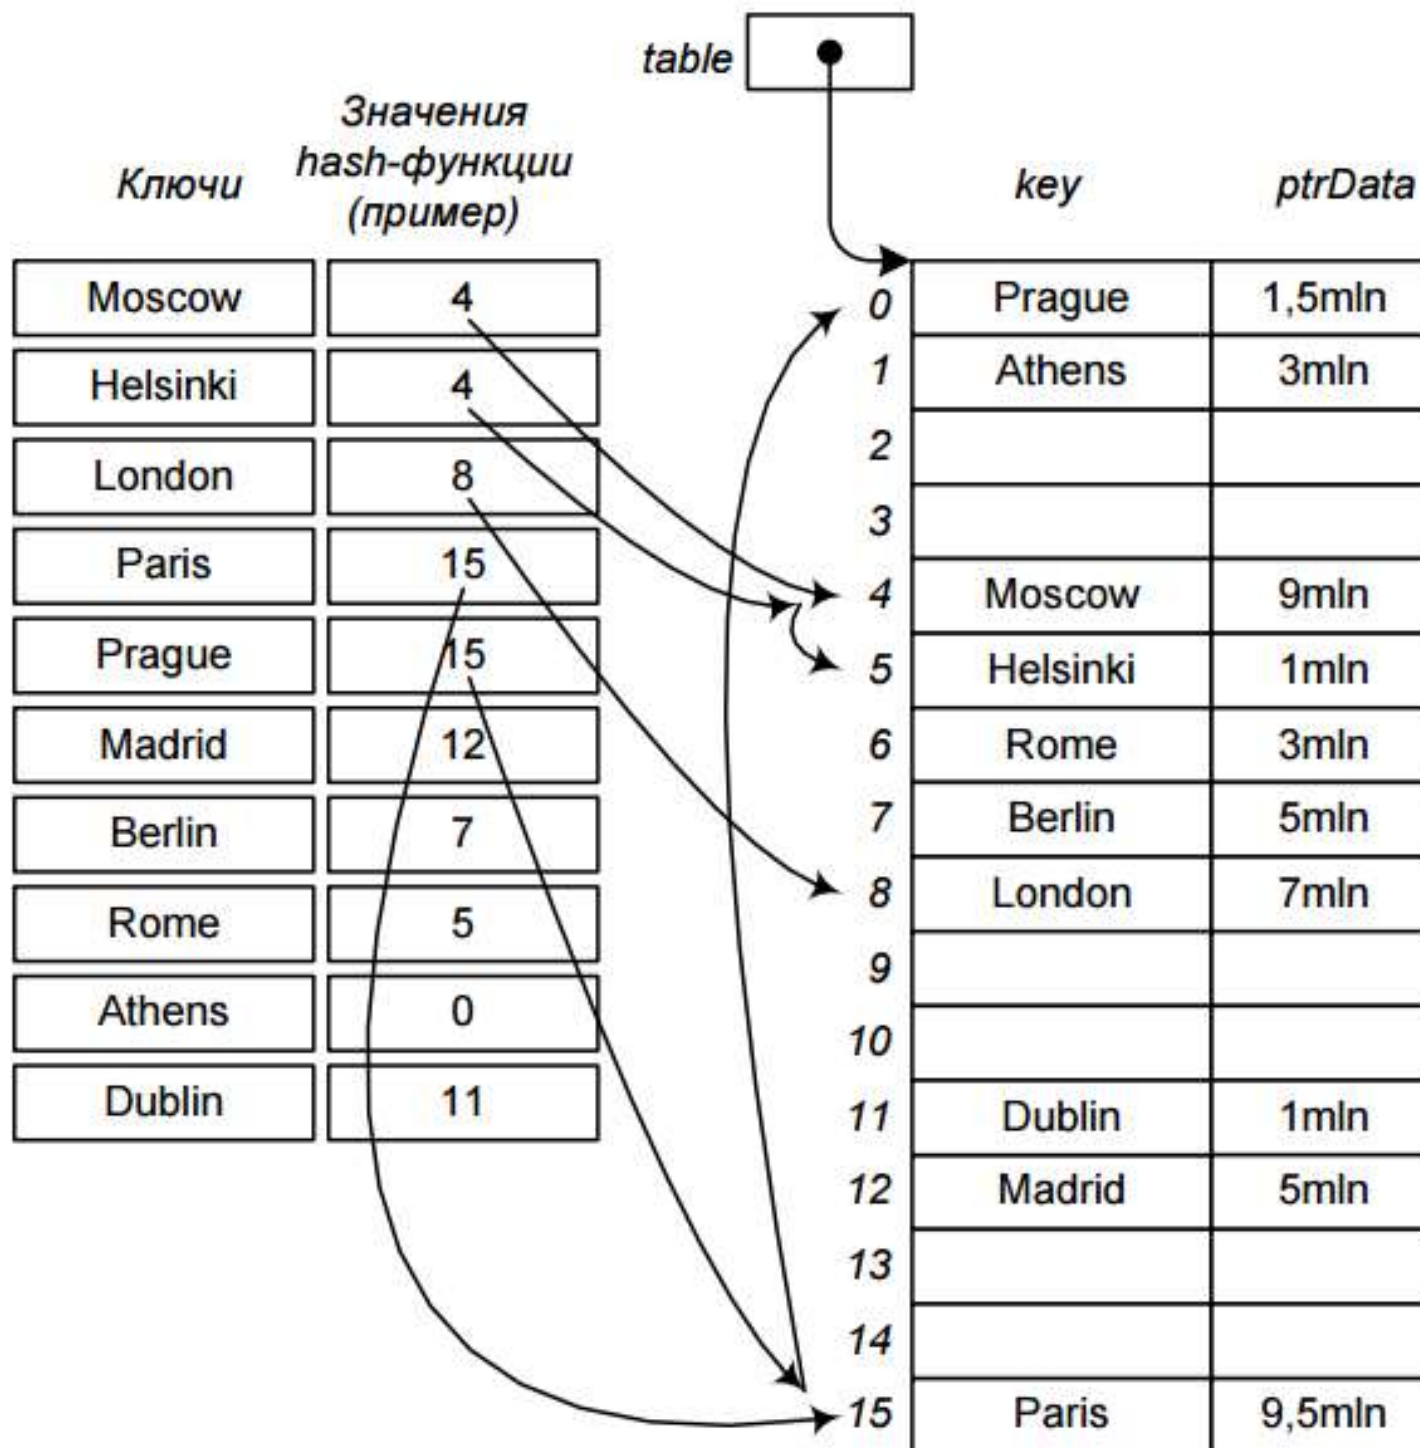 table
Значения
hash-функции
(пример)
Ключи
key ptrData
Moscow 4
Helsinki 4
London 8
Paris 15
Prague 15
Madrid 12
Berlin 7
Rome 5
Athens 0
Dublin 11
0 Prague 1,5mln
1 Athens 3mln
2
3
4 Moscow 9mln
5 Helsinki 1mln
6 Rome 3mln
7 Berlin 5mln
8 London 7mln
9
10
11 Dublin 1mln
12 Madrid 5mln
13
14
15 Paris 9,5mln